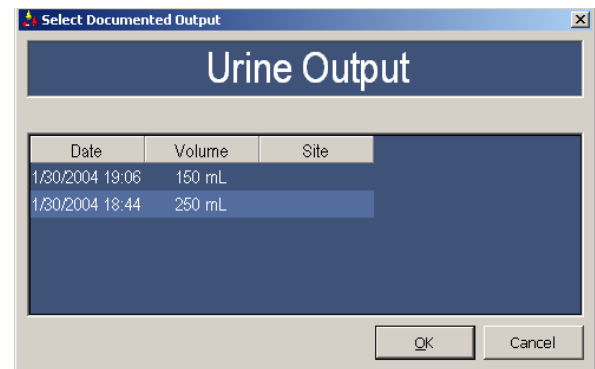 Select Documented Output
Urine Output
Date Volume Site
1/30/2004 19:06 150 mL
1/30/2004 18:44 250 mL
OK Cancel